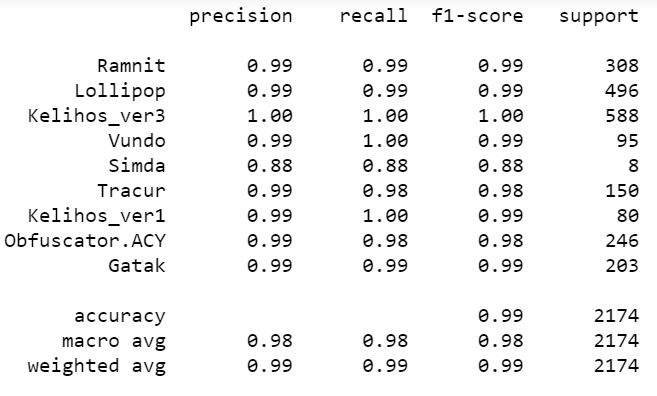 precision recall f1-score support
Ramnit 0.99 0.99 0.99 308
Lollipop 0.99 0.99 0.99 496
Kelihos_ver3 1.00 1.00 1.00 588
Vundo 0.99 1.00 0.99 95
Simda 0.88 0.88 0.88 8
Tracur 0.99 0.98 0.98 150
Kelihos_ver1 0.99 1.00 0.99 80
Obfuscator.ACY 0.99 0.98 0.98 246
Gatak 0.99 0.99 0.99 203
accuracy 0.99 2174
macro avg 0.98 0.98 0.98 2174
weighted avg 0.99 0.99 0.99 2174